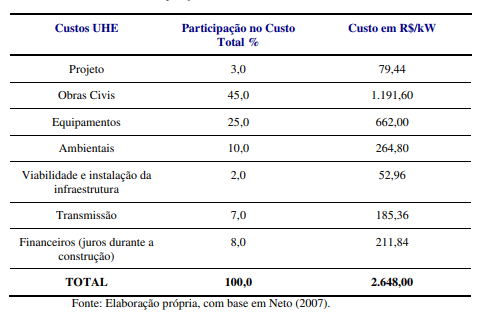 Custos UHE Participação no Custo Custo em R$/kW
Total %
Projeto 3,0 79,44
Obras Civis 45,0 1.191,60
Equipamentos 25,0 662,00
Ambientais 10,0 264,80
Viabilidade e instalação da 2,0 52,96
infraestrutura
Transmissão 7,0 185,36
Financeiros (juros durante a 8,0 211,84
construção)
TOTAL 100,0 2.648,00
Fonte: Elaboração própria, com base em Neto (2007).